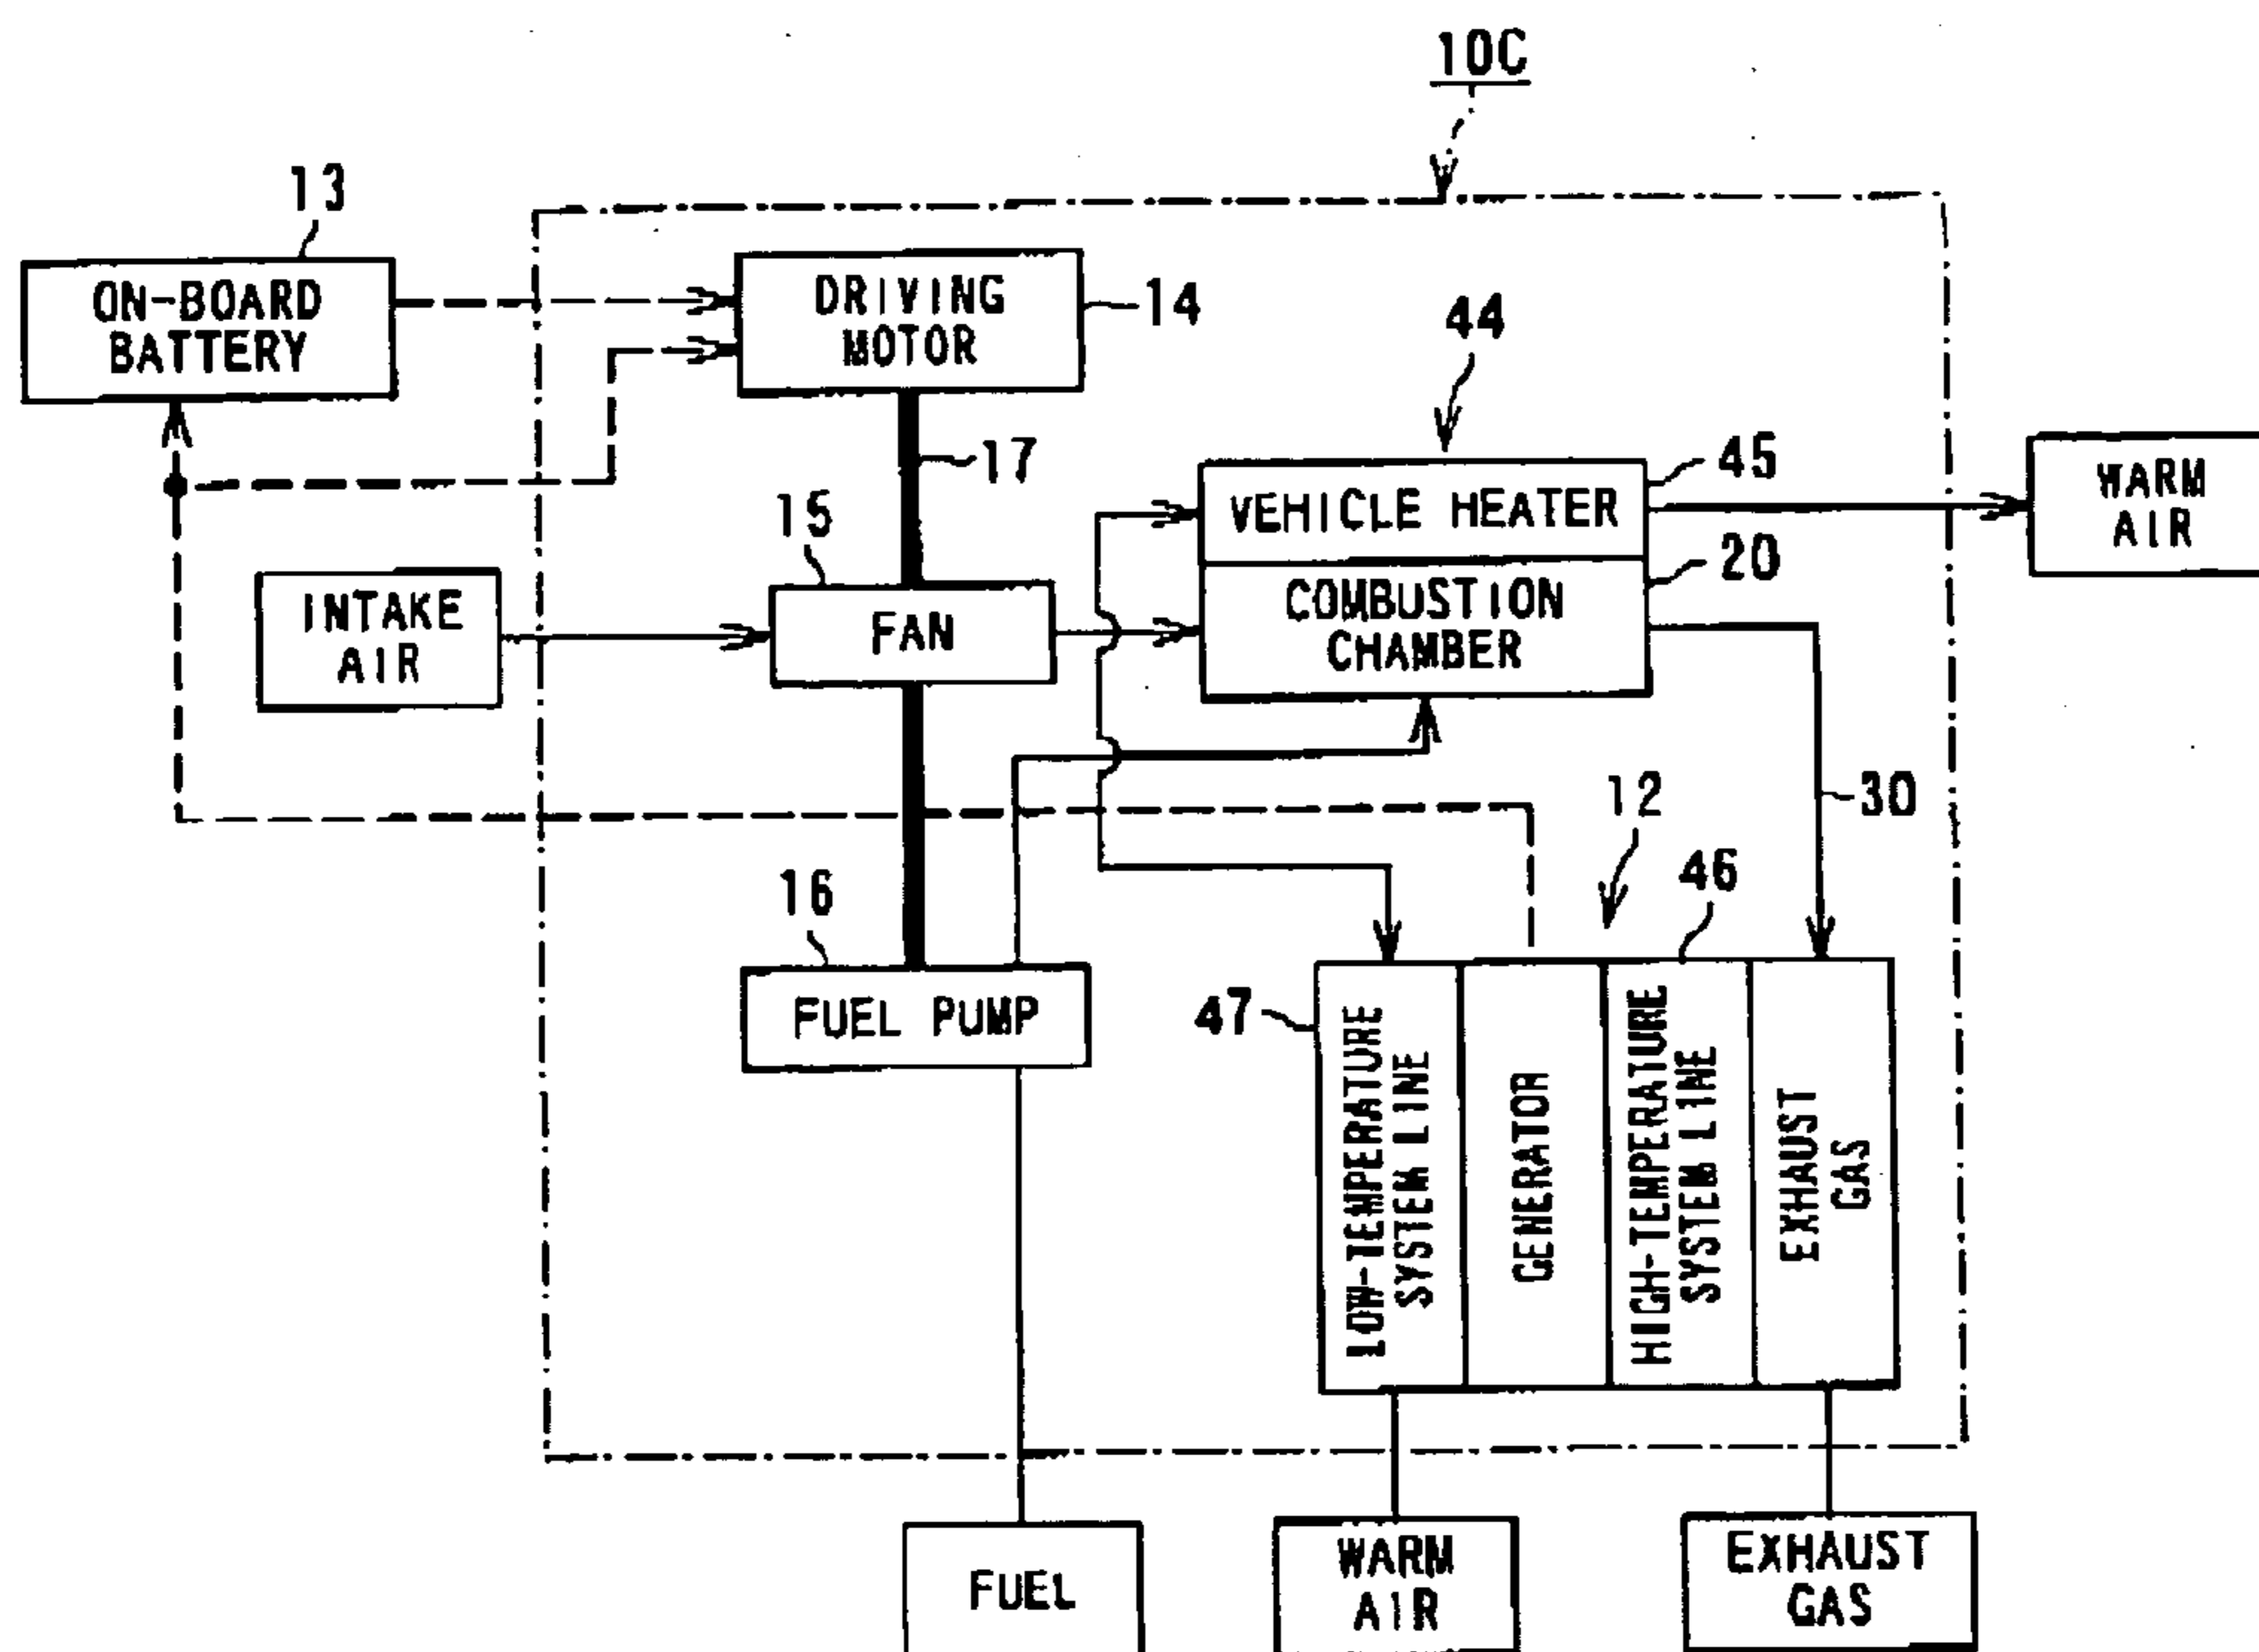 10C
13
ON-BOARD
BATTERY
DRIVING
MOTOR
14
44
17
45
VEHICLE HEATER
WARM
AIR
15
20
INTAKE
AIR
FAN
COMBUSTION
CHAMBER
12
30
46
16
FUEL PUMP
47
LOW-TEMPERATURE
SYSTEM LINE
GENERATOR
HIGH-TEMPERATURE
SYSTEM LINE
EXHAUST
GAS
FUEL
WARM
AIR
EXHAUST
GAS